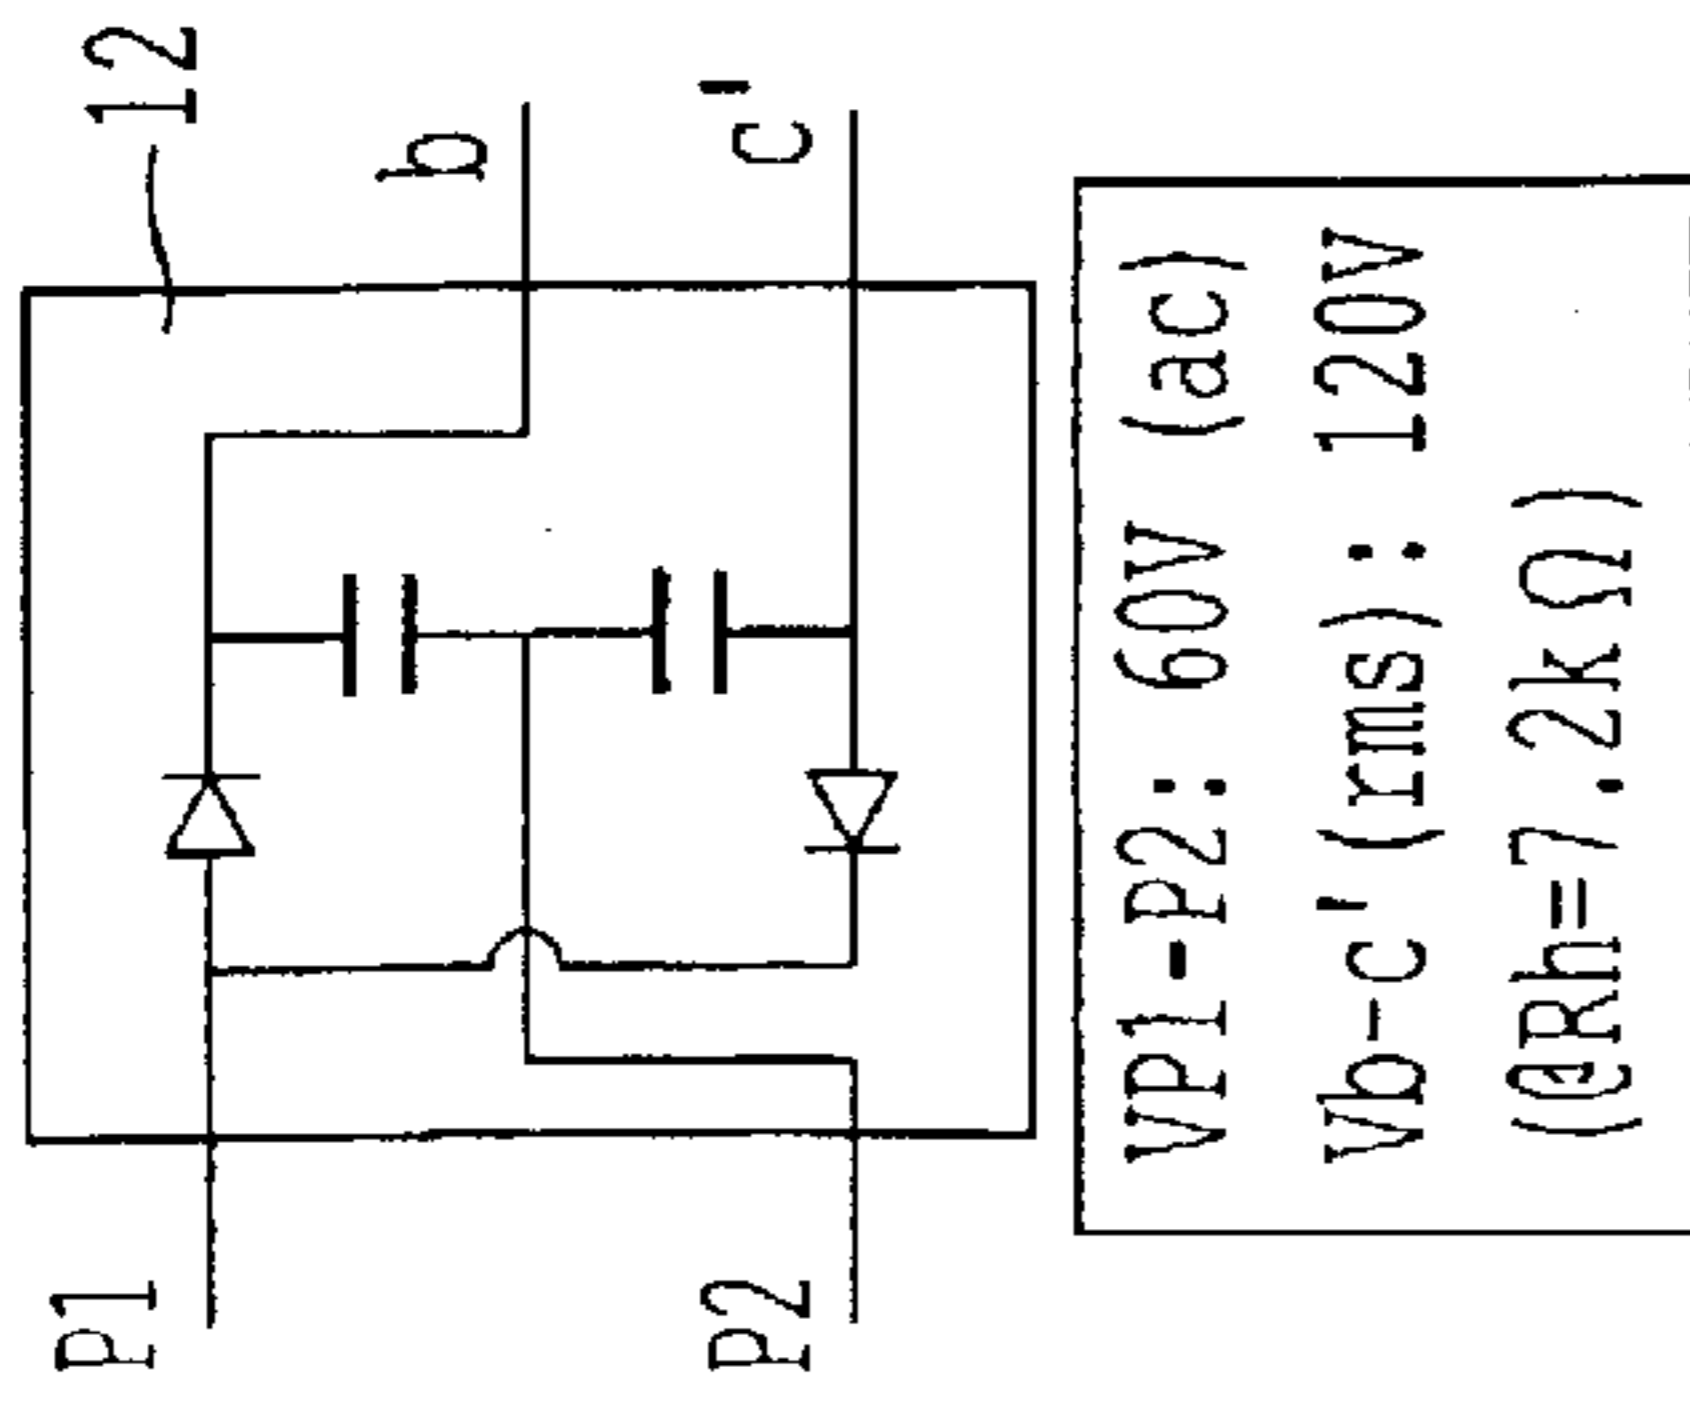 12
b
c'
P1
P2
VP1-P2: 60V (ac)
Vb-c'(rms): 120V
(@Rh=7.2kΩ)